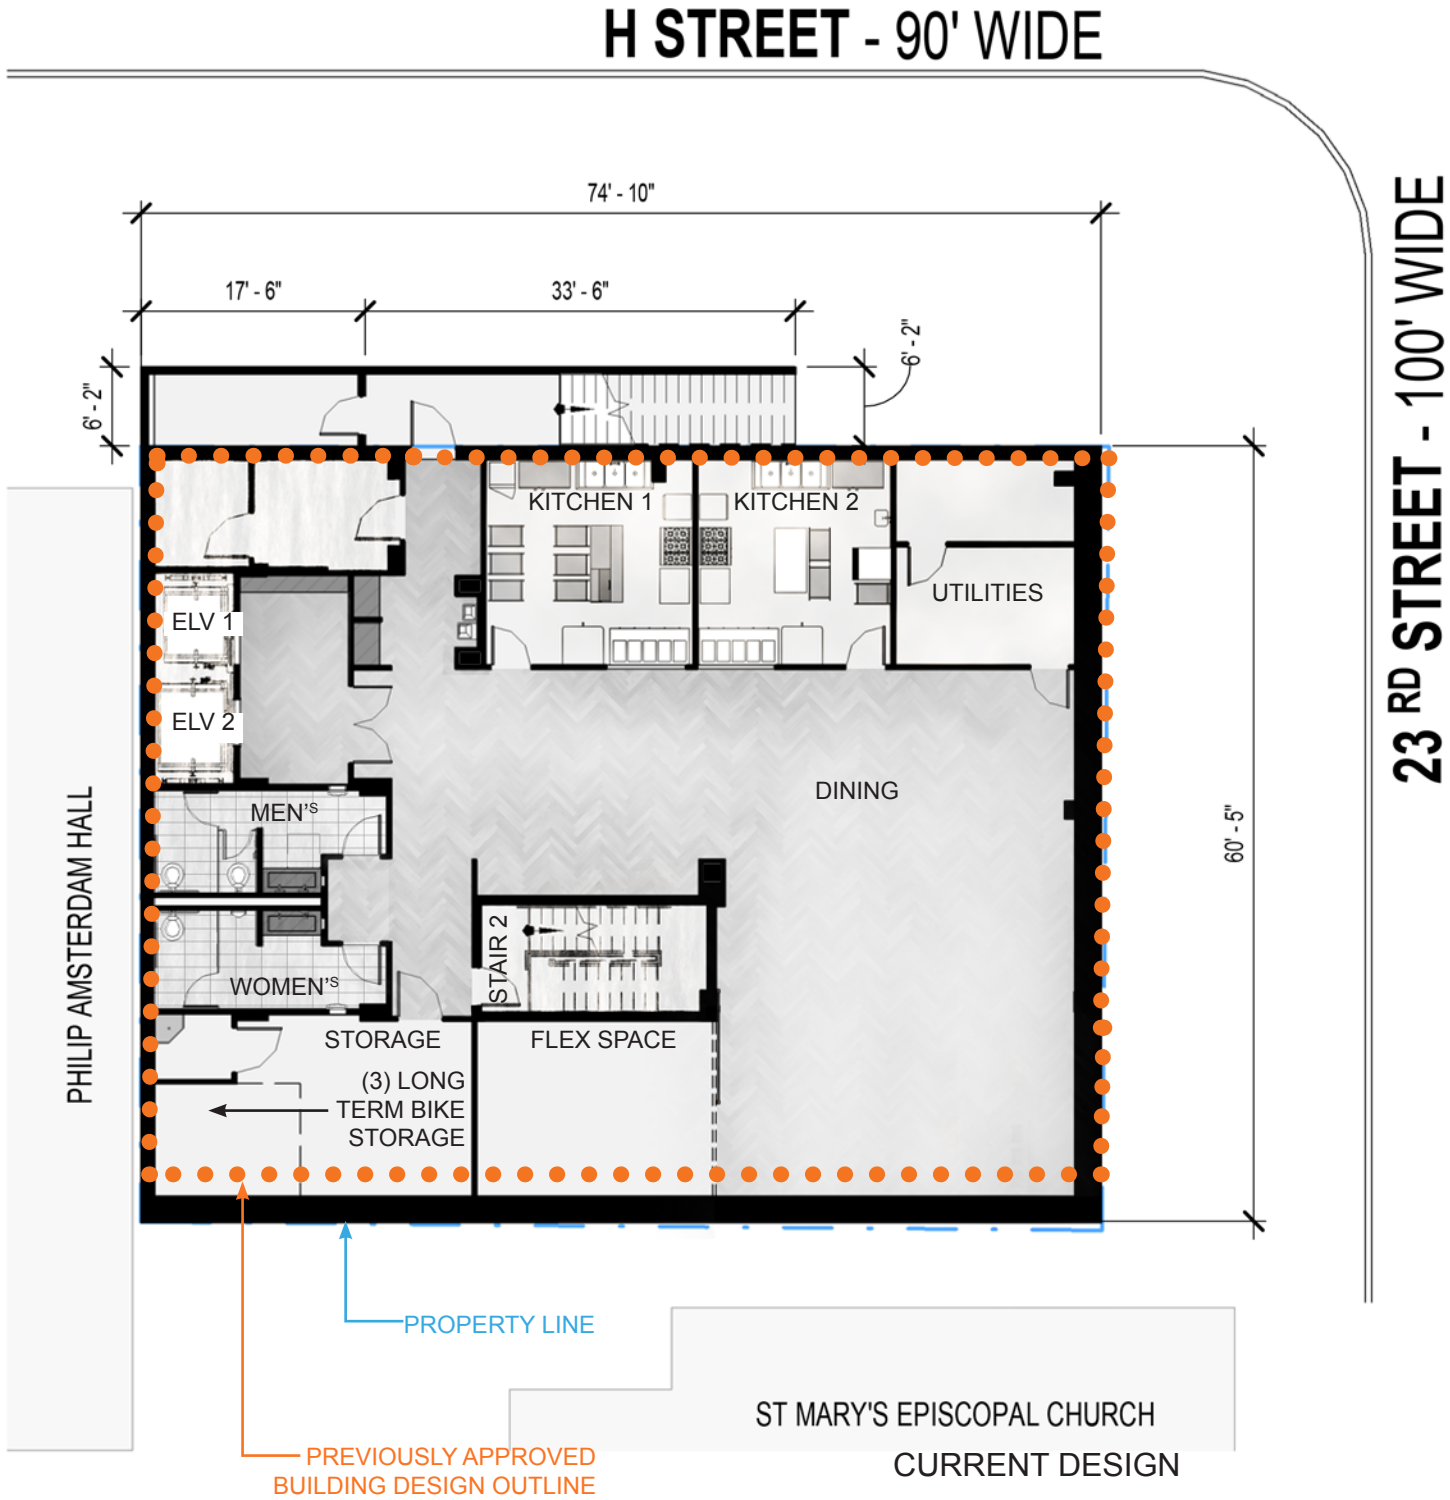 H STREET - 90' WIDE
23 RD STREET - 100' WIDE
74' - 10"
17' - 6"
33' - 6"
6' - 2"
6' - 2"
KITCHEN 1
KITCHEN 2
UTILITIES
ELV 1
ELV 2
DINING
MEN'S
60' - 5"
PHILIP AMSTERDAM HALL
STAIR 2
WOMEN'S
STORAGE
FLEX SPACE
(3) LONG
TERM BIKE
STORAGE
PROPERTY LINE
ST MARY'S EPISCOPAL CHURCH
PREVIOUSLY APPROVED
BUILDING DESIGN OUTLINE
CURRENT DESIGN